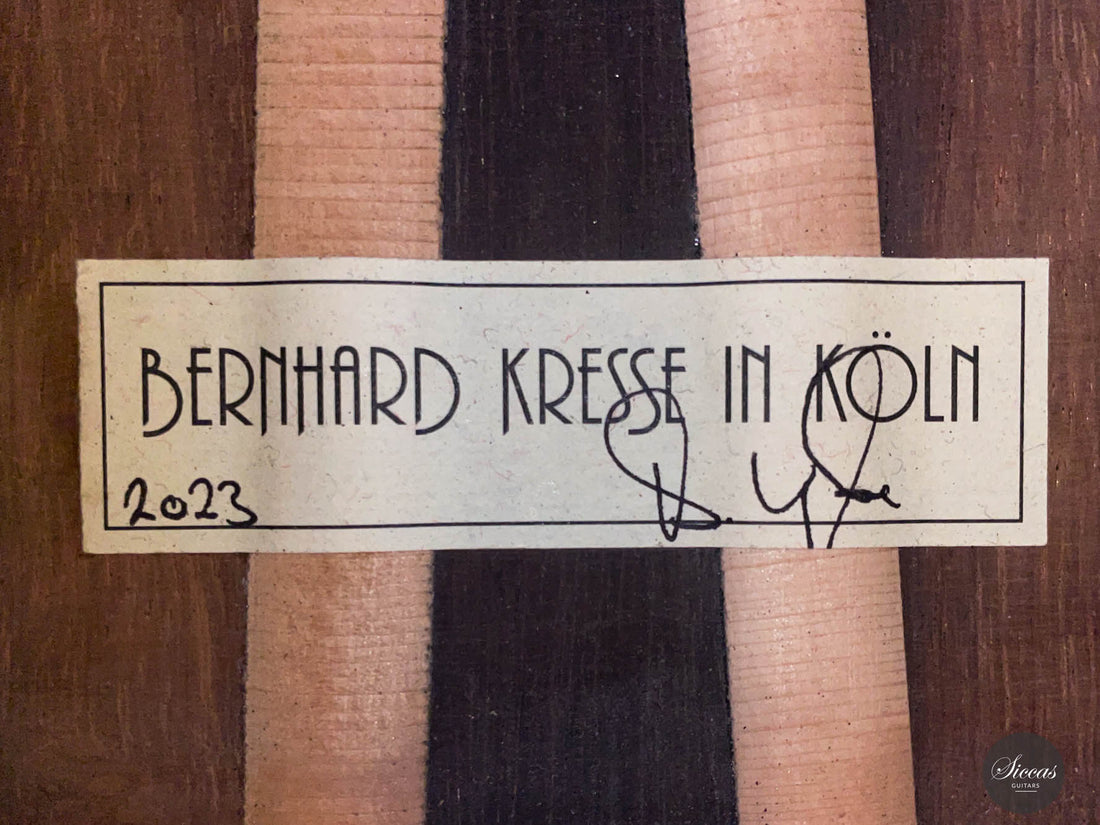 BERNHARD KRESSE IN KÖLN
2023
Siccas
GUITARS